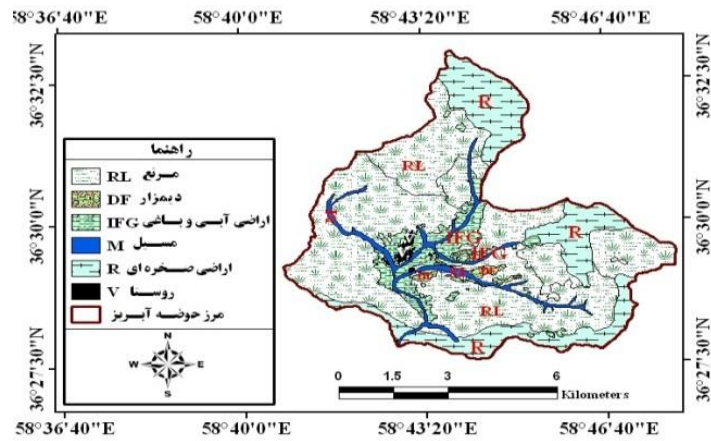 58°36'40"E 58°40'0"E 58°43'20"E 58°46'40"E
36°32'30"N
36°30'0"N
36°27'30"N
36°32'30"N
36°30'0"N
36°27'30"N
راهنما
RL مرتع
DF دیمزار
IFG اراضی آبی و باغی
M مسیل
R اراضی صخره ای
V روستا
مرز حوضه آبریز
N
W E
S
R
RL
R
IFG
IFG
RL
R
0 1.5 3 6
Kilometers
58°36'40"E 58°40'0"E 58°43'20"E 58°46'40"E